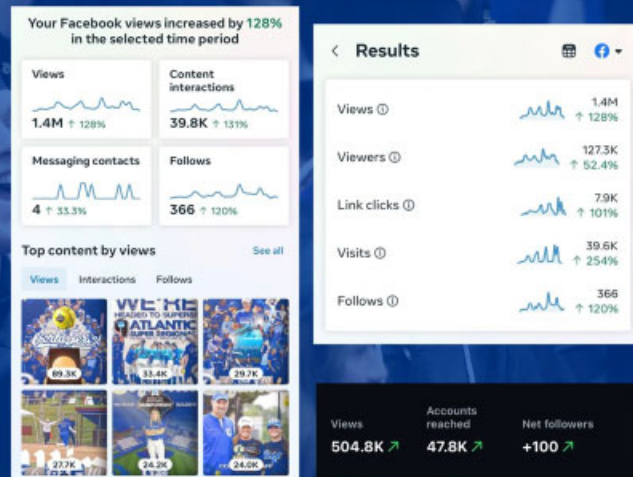 Your Facebook views increased by 128%
in the selected time period
Views
1.4M ↑ 128%
Content
interactions
39.8K ↑ 131%
Messaging contacts
4 ↑ 33.3%
Follows
366 ↑ 120%
Top content by views
See all
Views
Interactions
Follows
89.3K
WE'RE
HEADED TO SUPERS!
ATLANTIC
SUPER REGIONAL
33.4K
29.7K
27.7K
24.2K
24.0K
Results
Views
1.4M
↑ 128%
Viewers
127.3K
↑ 52.4%
Link clicks
7.9K
↑ 101%
Visits
39.6K
↑ 254%
Follows
366
↑ 120%
Views
504.8K
Accounts
reached
47.8K
Net followers
+100